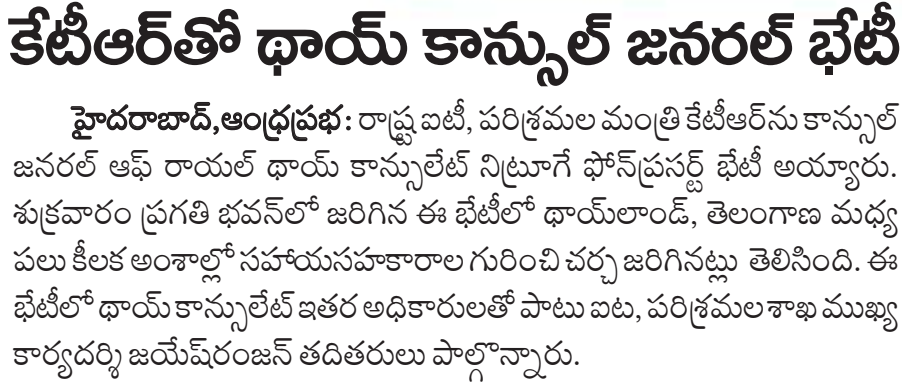 కేటీఆర్‌తో థాయ్ కాన్సుల్ జనరల్ భేటీ
హైదరాబాద్,ఆంధ్రప్రభ: రాష్ట్ర ఐటీ, పరిశ్రమల మంత్రి కేటీఆర్‌ను కాన్సుల్
జనరల్ ఆఫ్ రాయల్ థాయ్ కాన్సులేట్ నిట్రూగే ఫోన్‌ప్రసర్ట్ భేటీ అయ్యారు.
శుక్రవారం ప్రగతి భవన్‌లో జరిగిన ఈ భేటీలో థాయ్‌లాండ్, తెలంగాణ మధ్య
పలు కీలక అంశాల్లో సహాయసహకారాల గురించి చర్చ జరిగినట్లు తెలిసింది. ఈ
భేటీలో థాయ్ కాన్సులేట్ ఇతర అధికారులతో పాటు ఐట, పరిశ్రమల శాఖ ముఖ్య
కార్యదర్శి జయేష్‌రంజన్ తదితరులు పాల్గొన్నారు.